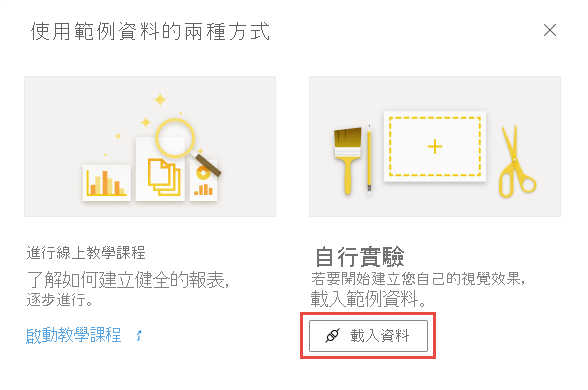 使用範例資料的兩種方式
進行線上教學課程
了解如何建立健全的報表,
逐步進行。
啟動教學課程
自行實驗
若要開始建立您自己的視覺效果,
載入範例資料。
載入資料